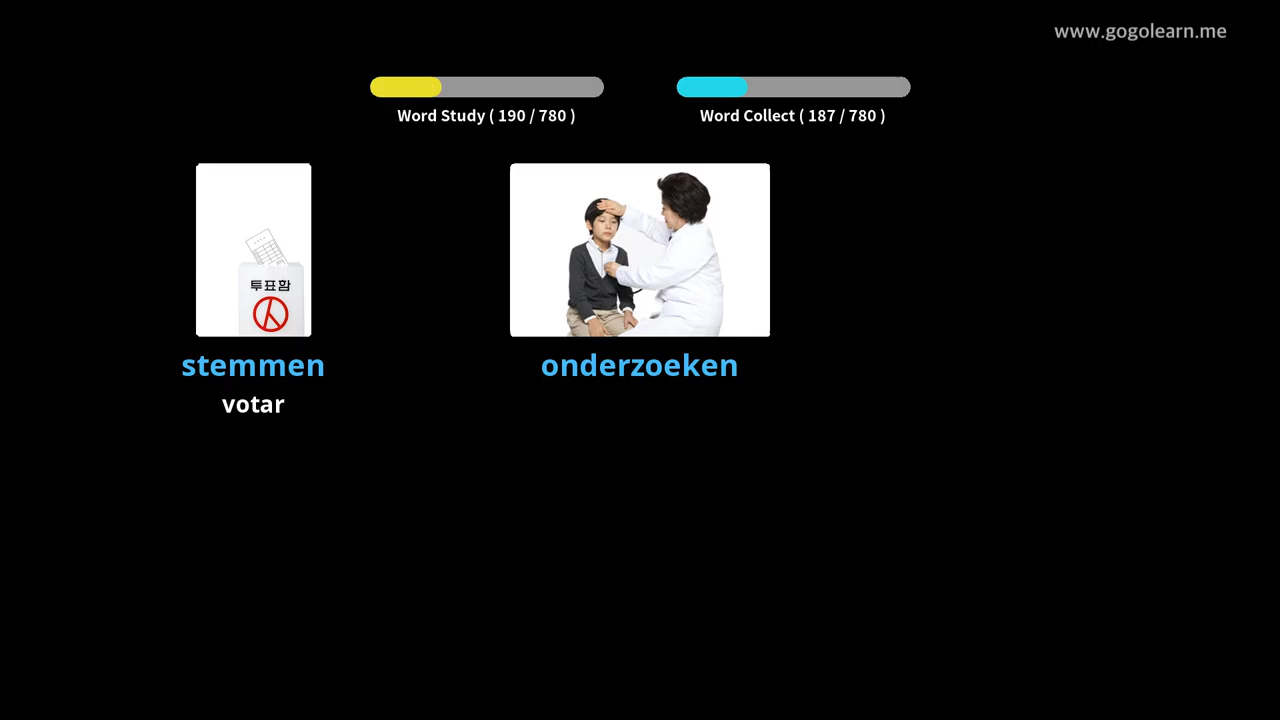 www.gogolearn.me
Word Study ( 190 / 780 )
Word Collect ( 187 / 780 )
투표함
stemmen
onderzoeken
votar